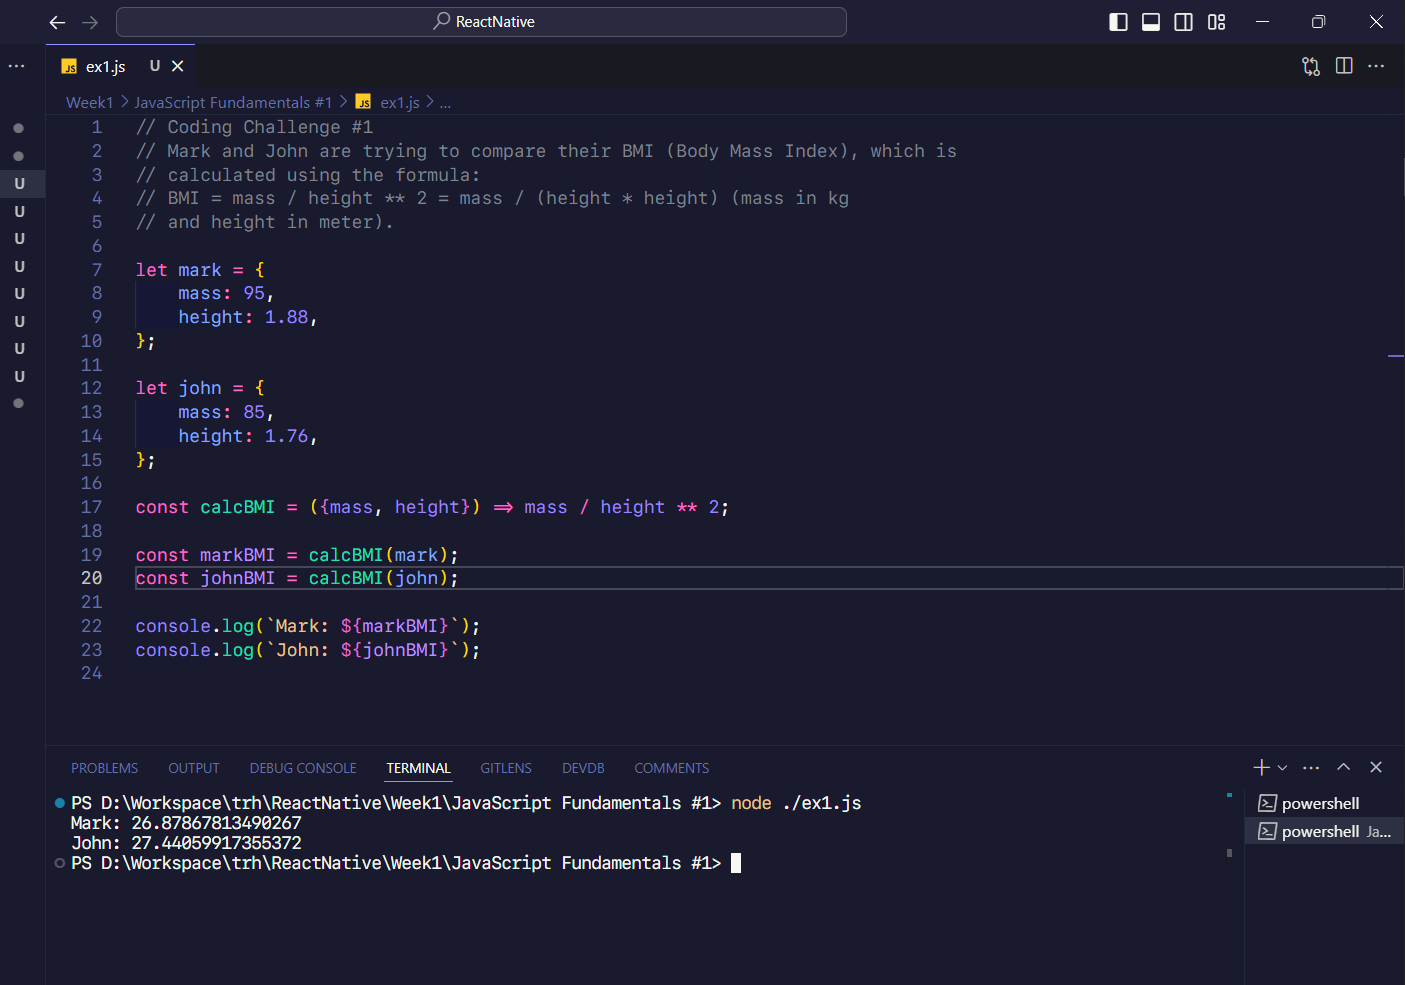 ReactNative
JS ex1.js U
Week1 > JavaScript Fundamentals #1 > JS ex1.js > ...
U
U
U
U
U
U
U
U
1 // Coding Challenge #1
2 // Mark and John are trying to compare their BMI (Body Mass Index), which is
3 // calculated using the formula:
4 // BMI = mass / height ** 2 = mass / (height * height) (mass in kg
5 // and height in meter).
6
7 let mark = {
8 mass: 95,
9 height: 1.88,
10 };
11
12 let john = {
13 mass: 85,
14 height: 1.76,
15 };
16
17 const calcBMI = ({mass, height}) => mass / height ** 2;
18
19 const markBMI = calcBMI(mark);
20 const johnBMI = calcBMI(john);
21
22 console.log(`Mark: ${markBMI}`);
23 console.log(`John: ${johnBMI}`);
24
PROBLEMS OUTPUT DEBUG CONSOLE TERMINAL GITLENS DEVDB COMMENTS
PS D:\Workspace\trh\ReactNative\Week1\JavaScript Fundamentals #1> node ./ex1.js
Mark: 26.87867813490267
John: 27.44059917355372
PS D:\Workspace\trh\ReactNative\Week1\JavaScript Fundamentals #1>
powershell
powershell Ja...